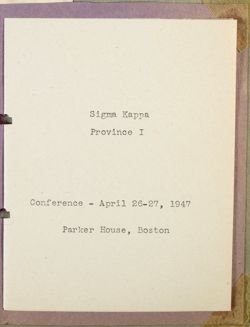 Sigma Kappa
Province I
Conference - April 26-27, 1947
Parker House, Boston